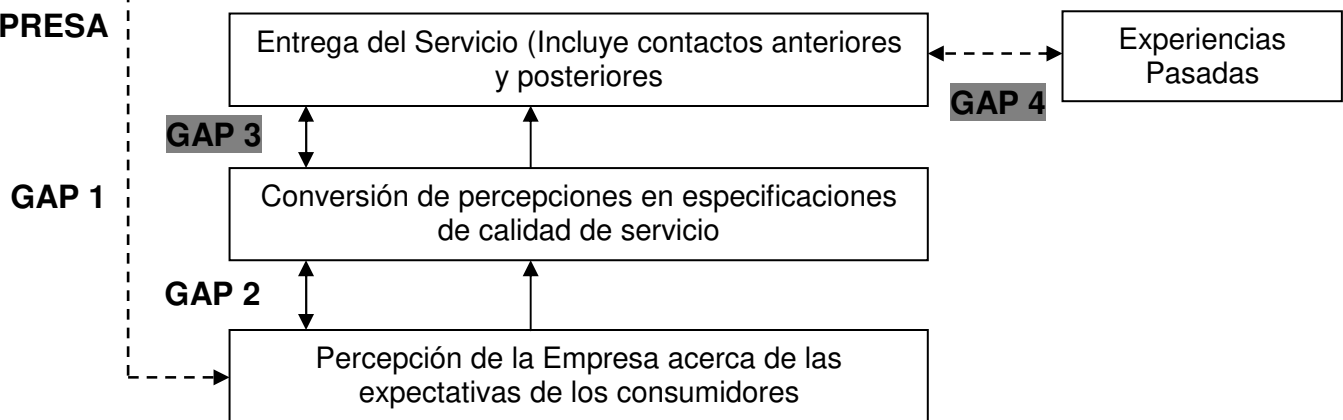 PRESA
Entrega del Servicio (Incluye contactos anteriores
y posteriores
Experiencias
Pasadas
GAP 4
GAP 3
GAP 1
Conversión de percepciones en especificaciones
de calidad de servicio
GAP 2
Percepción de la Empresa acerca de las
expectativas de los consumidores